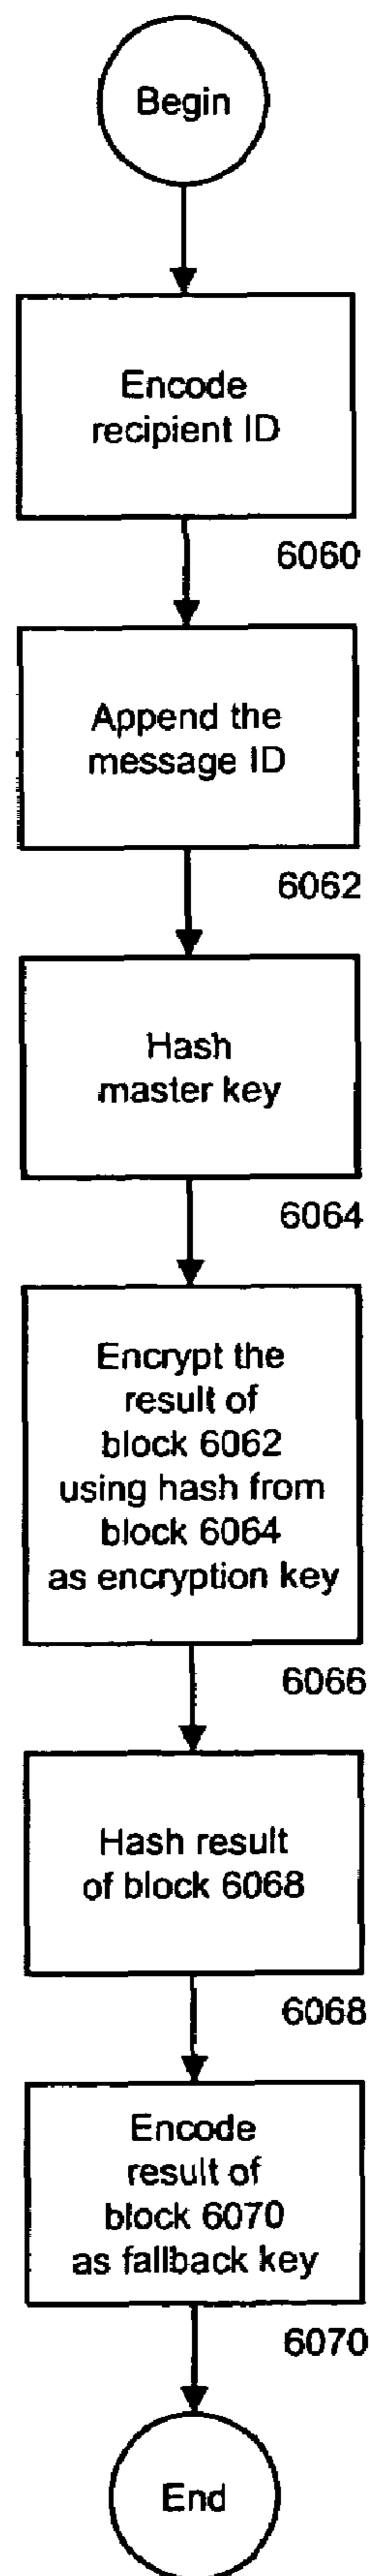 Begin
Encode
recipient ID
6060
Append the
message ID
6062
Hash
master key
6064
Encrypt the
result of
block 6062
using hash from
block 6064
as encryption key
6066
Hash result
of block 6068
6068
Encode
result of
block 6070
as fallback key
6070
End